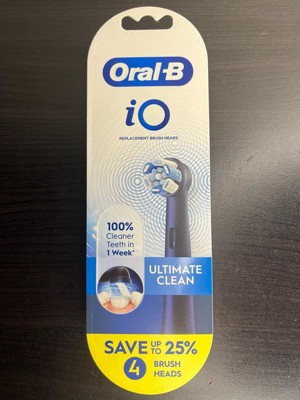 Oral-B
iO
REPLACEMENT BRUSH HEADS
100%
Cleaner
Teeth in
1 Week*
ULTIMATE
CLEAN
SAVE UP TO 25%
4 BRUSH HEADS